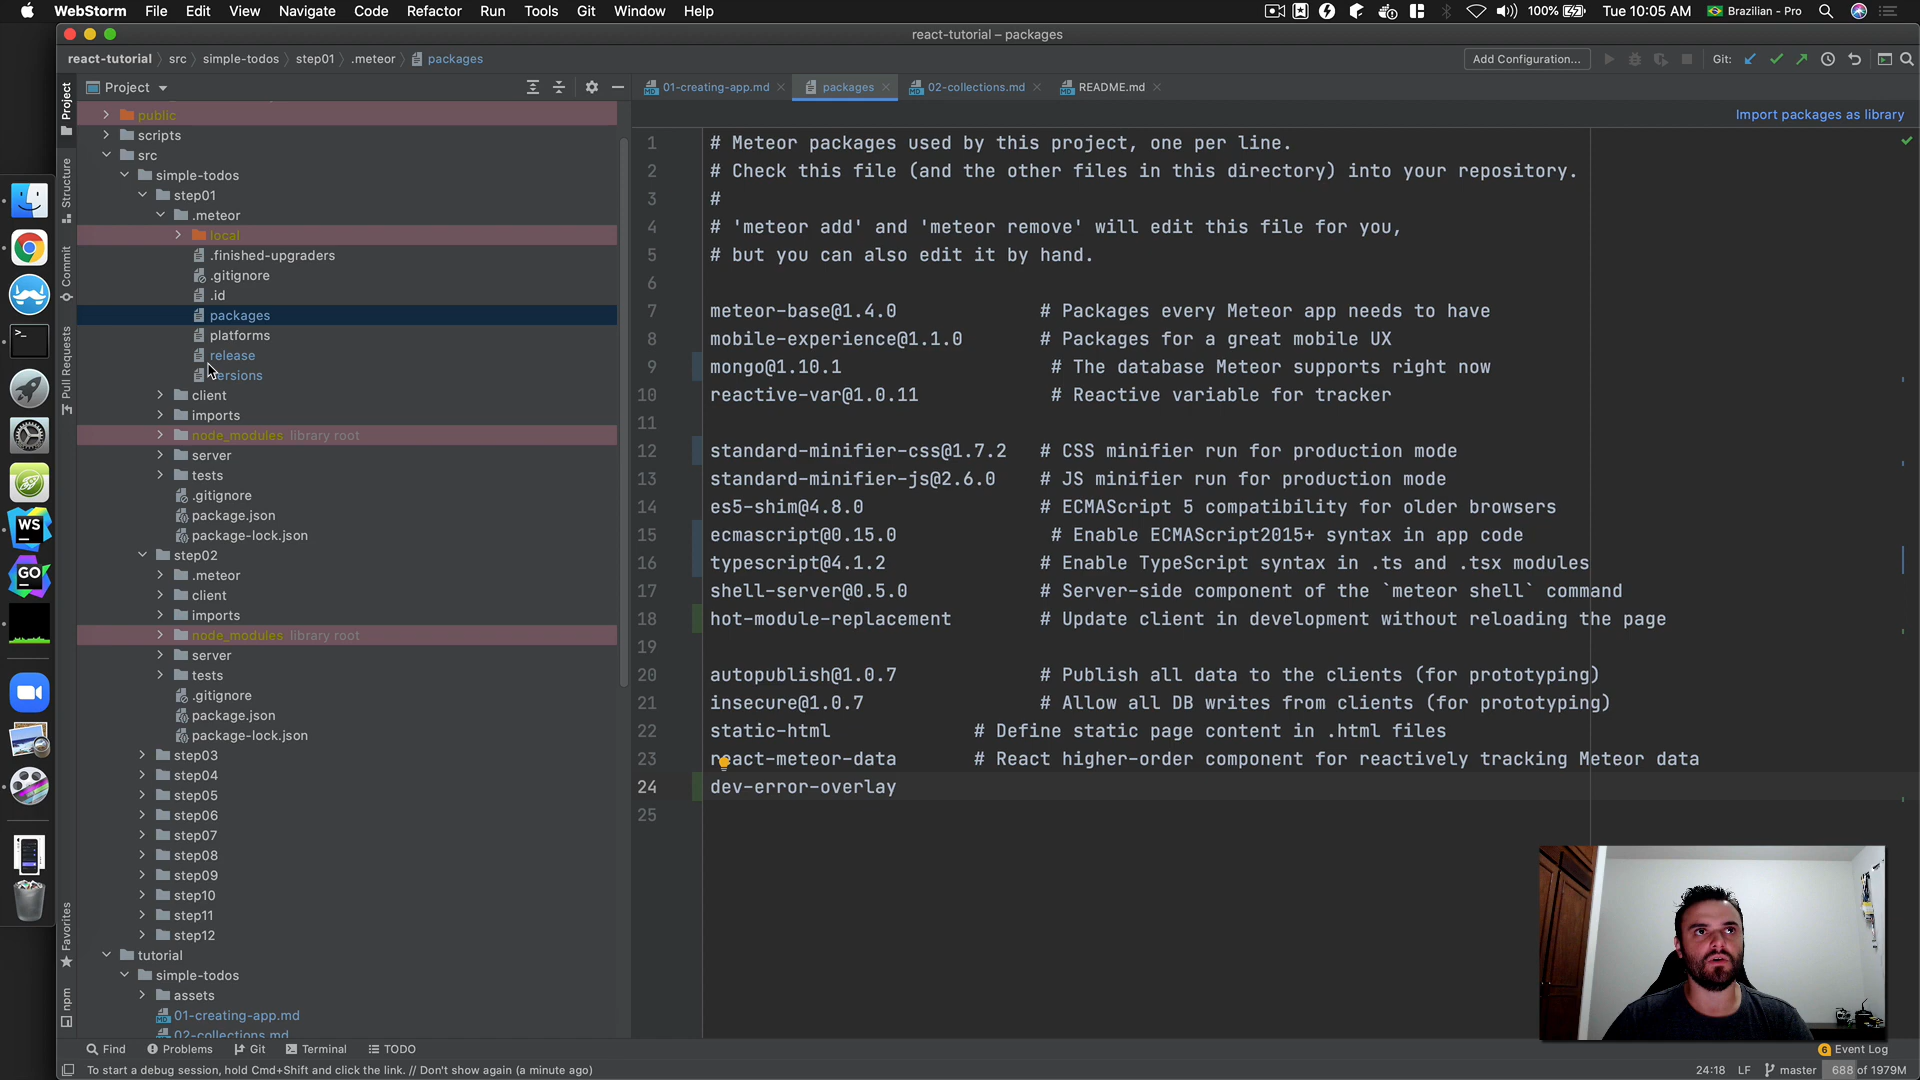 WebStorm File Edit View Navigate Code Refactor Run Tools Git Window Help
100% Tue 10:05 AM Brazilian - Pro
react-tutorial – packages
react-tutorial src simple-todos step01 .meteor packages
Add Configuration... Git:
Project
01-creating-app.md packages 02-collections.md README.md
Import packages as library
Project
Structure
Commit
Pull Requests
Favorites
npm
public
scripts
src
simple-todos
step01
.meteor
local
.finished-upgraders
.gitignore
.id
packages
platforms
release
versions
client
imports
node_modules library root
server
tests
.gitignore
package.json
package-lock.json
step02
.meteor
client
imports
node_modules library root
server
tests
.gitignore
package.json
package-lock.json
step03
step04
step05
step06
step07
step08
step09
step10
step11
step12
tutorial
simple-todos
assets
01-creating-app.md
02-collections.md
1 # Meteor packages used by this project, one per line.
2 # Check this file (and the other files in this directory) into your repository.
3 #
4 # 'meteor add' and 'meteor remove' will edit this file for you,
5 # but you can also edit it by hand.
6
7 meteor-base@1.4.0 # Packages every Meteor app needs to have
8 mobile-experience@1.1.0 # Packages for a great mobile UX
9 mongo@1.10.1 # The database Meteor supports right now
10 reactive-var@1.0.11 # Reactive variable for tracker
11
12 standard-minifier-css@1.7.2 # CSS minifier run for production mode
13 standard-minifier-js@2.6.0 # JS minifier run for production mode
14 es5-shim@4.8.0 # ECMAScript 5 compatibility for older browsers
15 ecmascript@0.15.0 # Enable ECMAScript2015+ syntax in app code
16 typescript@4.1.2 # Enable TypeScript syntax in .ts and .tsx modules
17 shell-server@0.5.0 # Server-side component of the `meteor shell` command
18 hot-module-replacement # Update client in development without reloading the page
19
20 autopublish@1.0.7 # Publish all data to the clients (for prototyping)
21 insecure@1.0.7 # Allow all DB writes from clients (for prototyping)
22 static-html # Define static page content in .html files
23 react-meteor-data # React higher-order component for reactively tracking Meteor data
24 dev-error-overlay
25
WS
GO
Find Problems Git Terminal TODO
6 Event Log
To start a debug session, hold Cmd+Shift and click the link. // Don't show again (a minute ago)
24:18 LF master 688 of 1979M